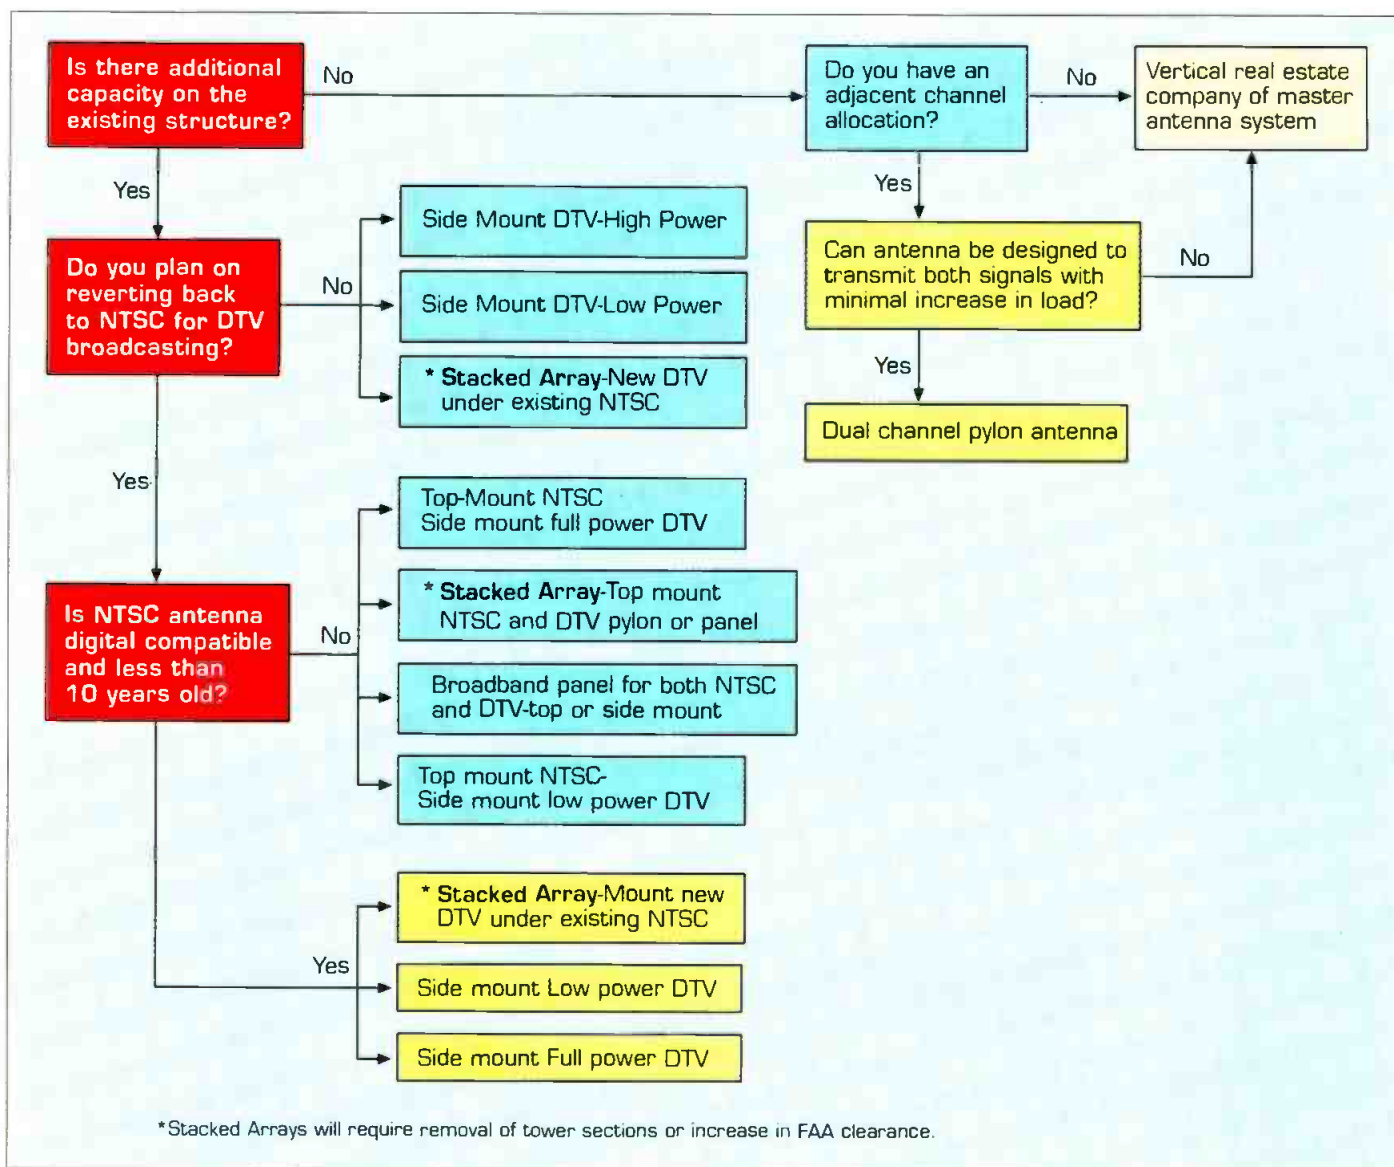 Is there additional
capacity on the
existing structure?
No
Do you have an
adjacent channel
allocation?
No
Vertical real estate
company of master
antenna system
Yes
Yes
Side Mount DTV-High Power
Do you plan on
reverting back
to NTSC for DTV
broadcasting?
No
Side Mount DTV-Low Power
* Stacked Array-New DTV
under existing NTSC
Can antenna be designed to
transmit both signals with
minimal increase in load?
No
Yes
Dual channel pylon antenna
Yes
Top-Mount NTSC
Side mount full power DTV
Is NTSC antenna
digital compatible
and less than
10 years old?
No
* Stacked Array-Top mount
NTSC and DTV pylon or panel
Broadband panel for both NTSC
and DTV-top or side mount
Top mount NTSC-
Side mount low power DTV
Yes
* Stacked Array-Mount new
DTV under existing NTSC
Side mount Low power DTV
Side mount Full power DTV
*Stacked Arrays will require removal of tower sections or increase in FAA clearance.